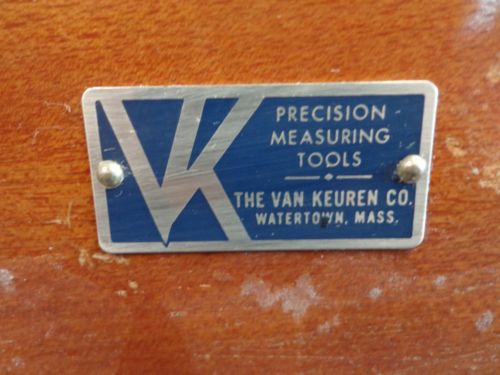 VK
PRECISION
MEASURING
TOOLS
THE VAN KEUREN CO.
WATERTOWN, MASS.